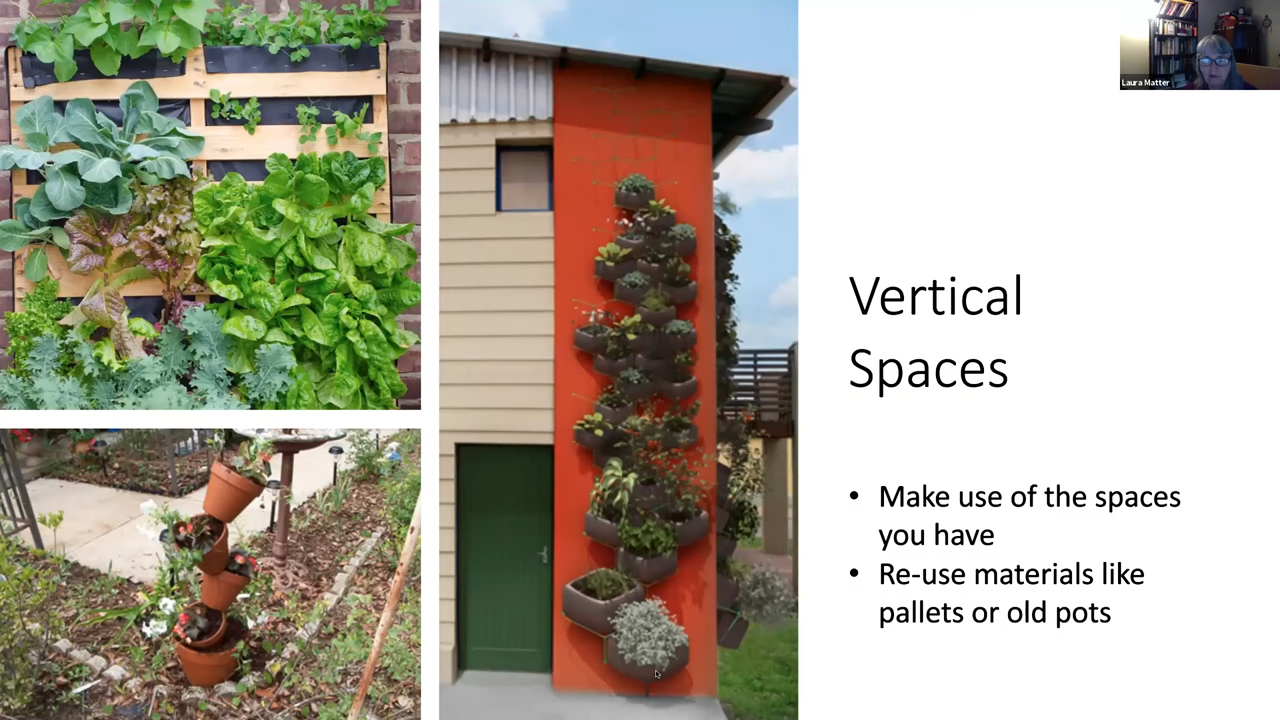 Laura Matter
Vertical
Spaces
• Make use of the spaces
you have
• Re-use materials like
pallets or old pots